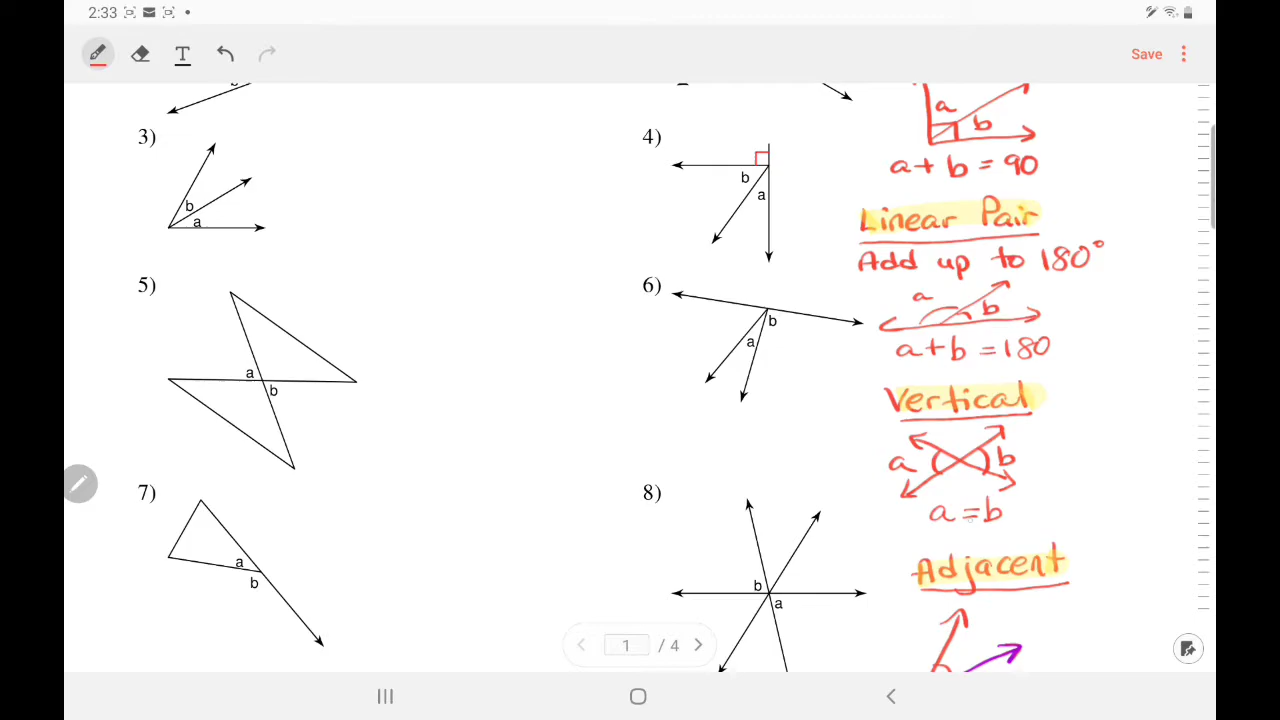 2:33
T
Save
3)
b
a
4)
b
a
a
b
a + b = 90
Linear Pair
Add up to 180°
5)
a
b
6)
a
b
a
b
a+b = 180
Vertical
a
b
a = b
7)
a
b
8)
b
a
Adjacent
1 / 4